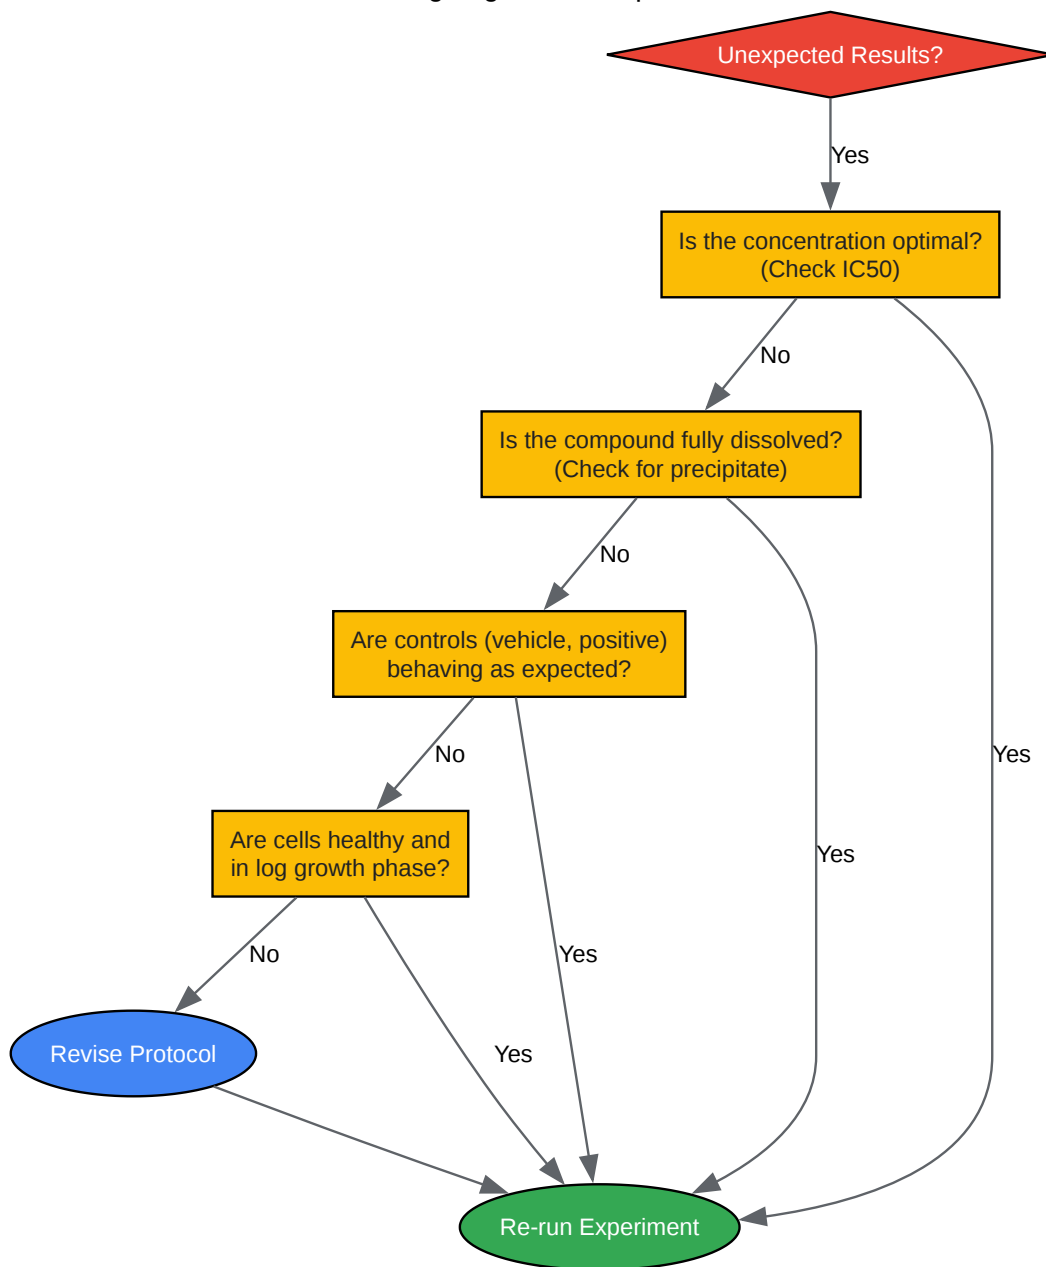 Unexpected Results?
Yes
Is the concentration optimal?
(Check IC50)
No
Is the compound fully dissolved?
(Check for precipitate)
No
Are controls (vehicle, positive)
behaving as expected?
No
Yes
Are cells healthy and
in log growth phase?
Yes
No
Yes
Revise Protocol
Yes
Re-run Experiment